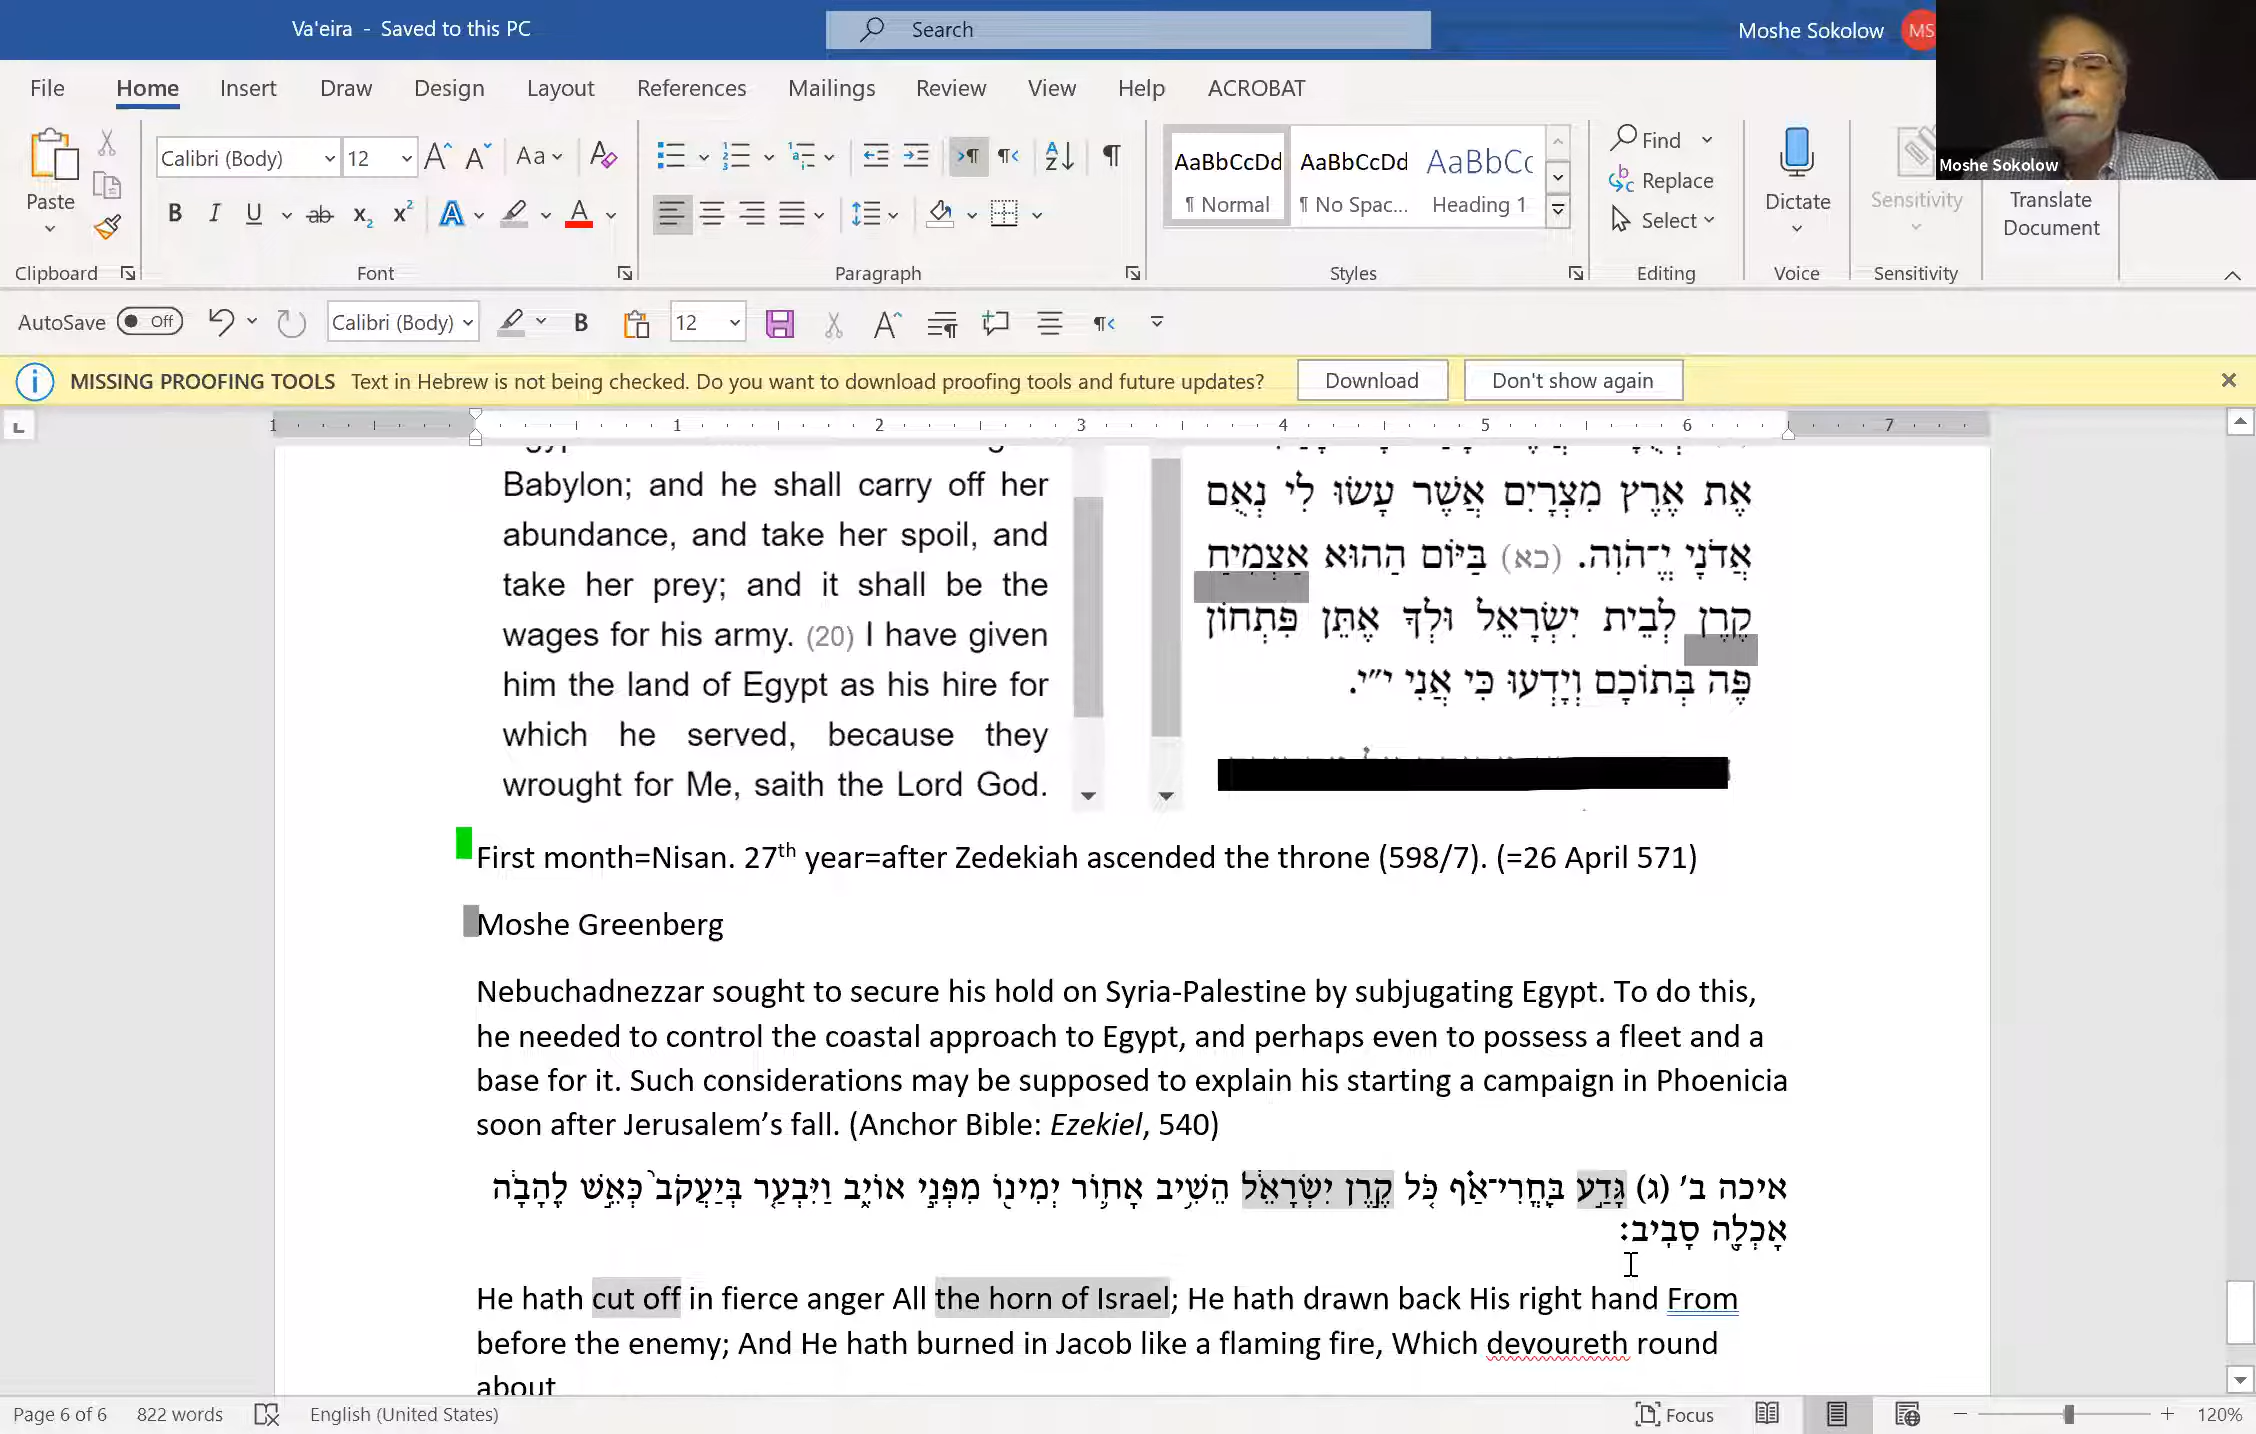 Va'eira - Saved to this PC
Search
Moshe Sokolow
MS
File Home Insert Draw Design Layout References Mailings Review View Help ACROBAT
Moshe Sokolow
Paste
Calibri (Body) 12
AaBbCcDd AaBbCcDd AaBbCc
¶ Normal ¶ No Spac... Heading 1
Find
Replace
Select
Dictate
Sensitivity
Translate
Document
Clipboard Font Paragraph Styles Editing Voice Sensitivity
AutoSave Off Calibri (Body) B 12
MISSING PROOFING TOOLS Text in Hebrew is not being checked. Do you want to download proofing tools and future updates? Download Don't show again
1 1 2 3 4 5 6 7
Babylon; and he shall carry off her
abundance, and take her spoil, and
take her prey; and it shall be the
wages for his army. (20) I have given
him the land of Egypt as his hire for
which he served, because they
wrought for Me, saith the Lord God.
אֶת אֶרֶץ מִצְרַיִם אֲשֶׁר עָשׂוּ לִי נְאֻם
אֲדֹנָי יֱ־הֹוִה. (כא) בַּיּוֹם הַהוּא אַצְמִיחַ
קֶרֶן לְבֵית יִשְׂרָאֵל וּלְךָ אֶתֵּן פִּתְחוֹן
פֶּה בְּתוֹכָם וְיָדְעוּ כִּי אֲנִי י״י.
First month=Nisan. 27th year=after Zedekiah ascended the throne (598/7). (=26 April 571)
Moshe Greenberg
Nebuchadnezzar sought to secure his hold on Syria-Palestine by subjugating Egypt. To do this,
he needed to control the coastal approach to Egypt, and perhaps even to possess a fleet and a
base for it. Such considerations may be supposed to explain his starting a campaign in Phoenicia
soon after Jerusalem’s fall. (Anchor Bible: Ezekiel, 540)
איכה ב' (ג) גָּדַ֣ע בׇּֽחֳרִי־אַ֗ף כֹּ֚ל קֶ֣רֶן יִשְׂרָאֵ֔ל הֵשִׁ֥יב אָח֛וֹר יְמִינ֖וֹ מִפְּנֵ֣י אוֹיֵ֑ב וַיִּבְעַ֤ר בְּיַעֲקֹב֙ כְּאֵ֣שׁ לֶֽהָבָ֔ה
אָכְלָ֖ה סָבִֽיב:
He hath cut off in fierce anger All the horn of Israel; He hath drawn back His right hand From
before the enemy; And He hath burned in Jacob like a flaming fire, Which devoureth round
about
Page 6 of 6 822 words English (United States) Focus 120%